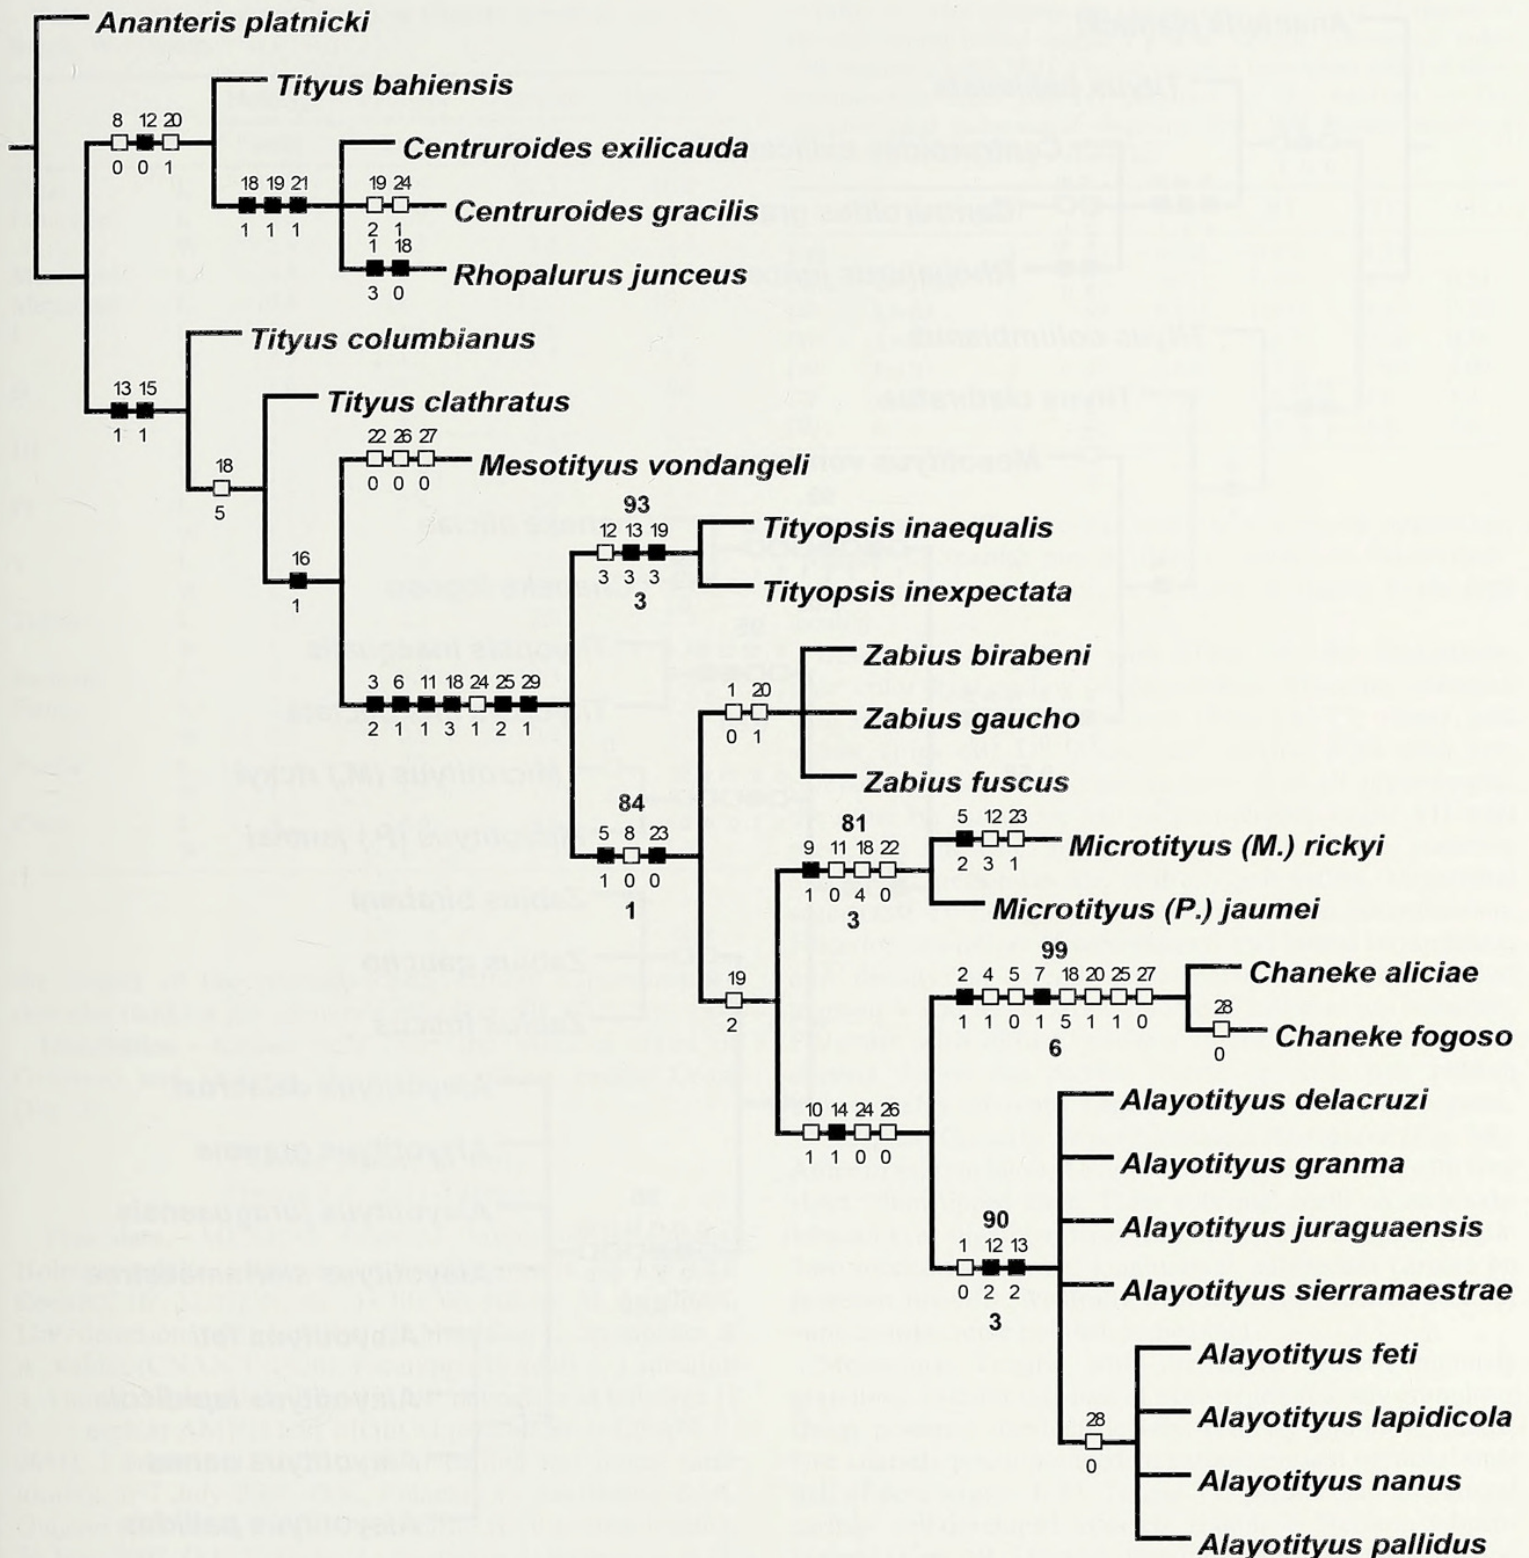 Ananteris platnicki
Tityus bahiensis
8 12 20
0 0 1
Centruroides exilicauda
18 19 21
1 1 1
19 24
2 1
Centruroides gracilis
1 18
3 0
Rhopalurus junceus
Tityus columbianus
13 15
1 1
Tityus clathratus
18
5
22 26 27
0 0 0
Mesotityus vondangeli
16
1
93
12 13 19
3 3 3
3
Tityopsis inaequalis
Tityopsis inexpectata
3 6 11 18 24 25 29
2 1 1 3 1 2 1
Zabius birabeni
1 20
0 1
Zabius gaucho
Zabius fuscus
84
5 8 23
1 0 0
1
81
9 11 18 22
1 0 4 0
3
5 12 23
2 3 1
Microtityus (M.) rickyi
Microtityus (P.) jaumei
19
2
99
2 4 5 7 18 20 25 27
1 1 0 1 5 1 1 0
6
Chaneke aliciae
28
0
Chaneke fogoso
10 14 24 26
1 1 0 0
Alayotityus delacruzi
Alayotityus granma
Alayotityus juraguaensis
90
1 12 13
0 2 2
3
Alayotityus sierramaestrae
Alayotityus feti
Alayotityus lapidicola
28
0
Alayotityus nanus
Alayotityus pallidus